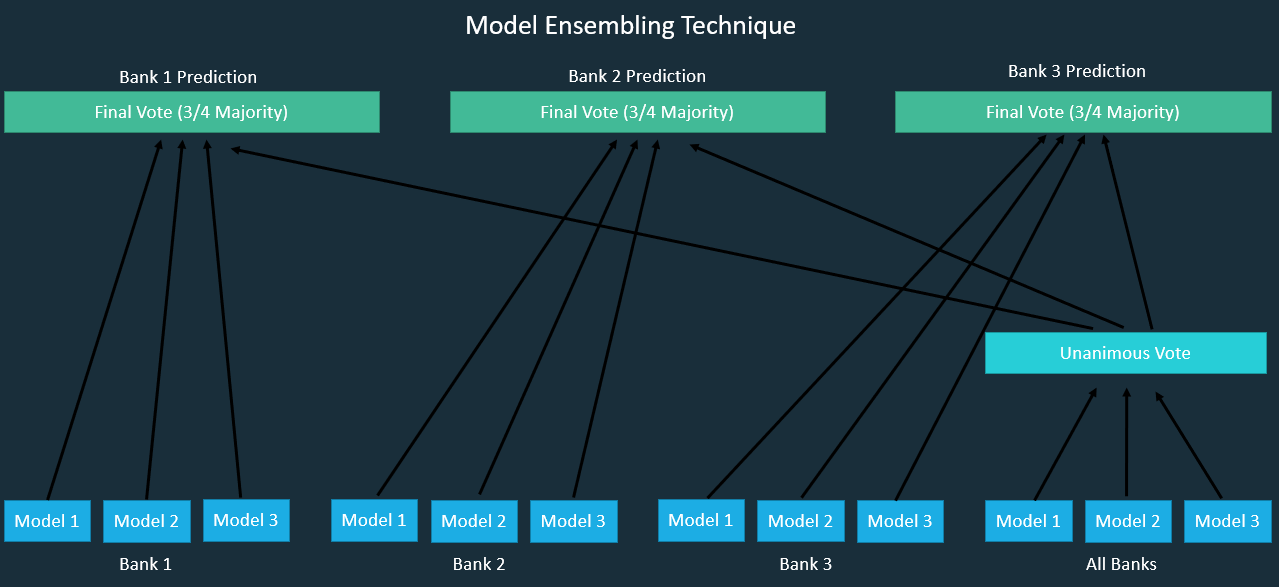 Model Ensembling Technique
Bank 1 Prediction
Bank 2 Prediction
Bank 3 Prediction
Final Vote (3/4 Majority)
Final Vote (3/4 Majority)
Final Vote (3/4 Majority)
Unanimous Vote
Model 1
Model 2
Model 3
Model 1
Model 2
Model 3
Model 1
Model 2
Model 3
Model 1
Model 2
Model 3
Bank 1
Bank 2
Bank 3
All Banks